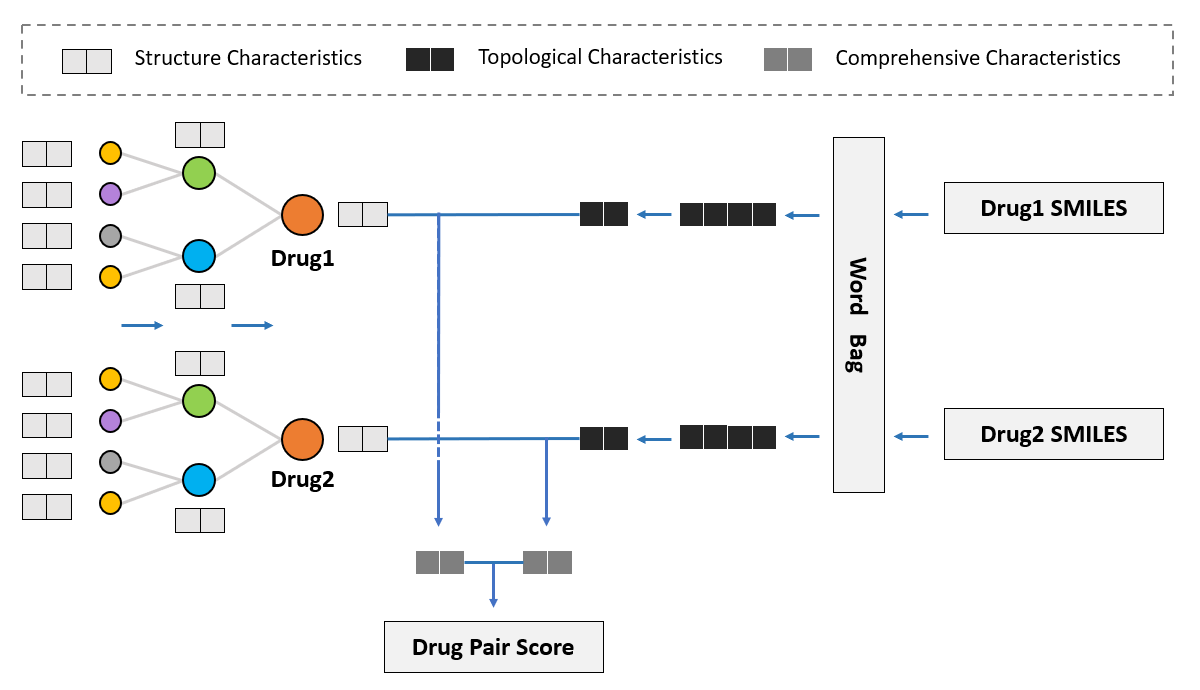 Structure Characteristics
Topological Characteristics
Comprehensive Characteristics
Drug1
Drug1 SMILES
Word Bag
Drug2
Drug2 SMILES
Drug Pair Score